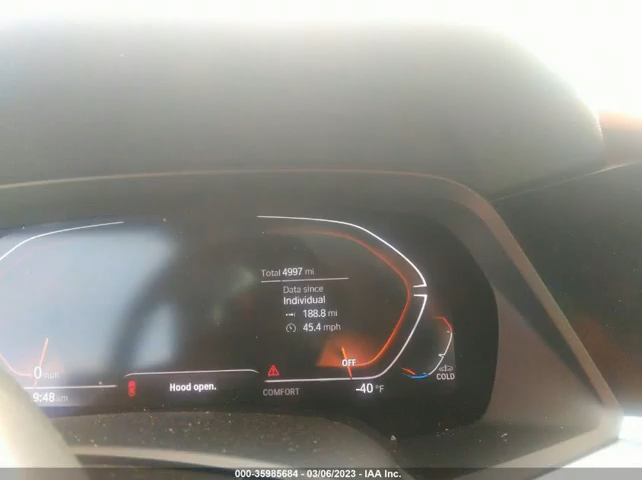 Total 4997 mi
Data since
Individual
188.8 mi
45.4 mph
OFF
0 mph
COLD
Hood open.
9:48 am
COMFORT
-40 °F
000-35985684 - 03/06/2023 - IAA Inc.